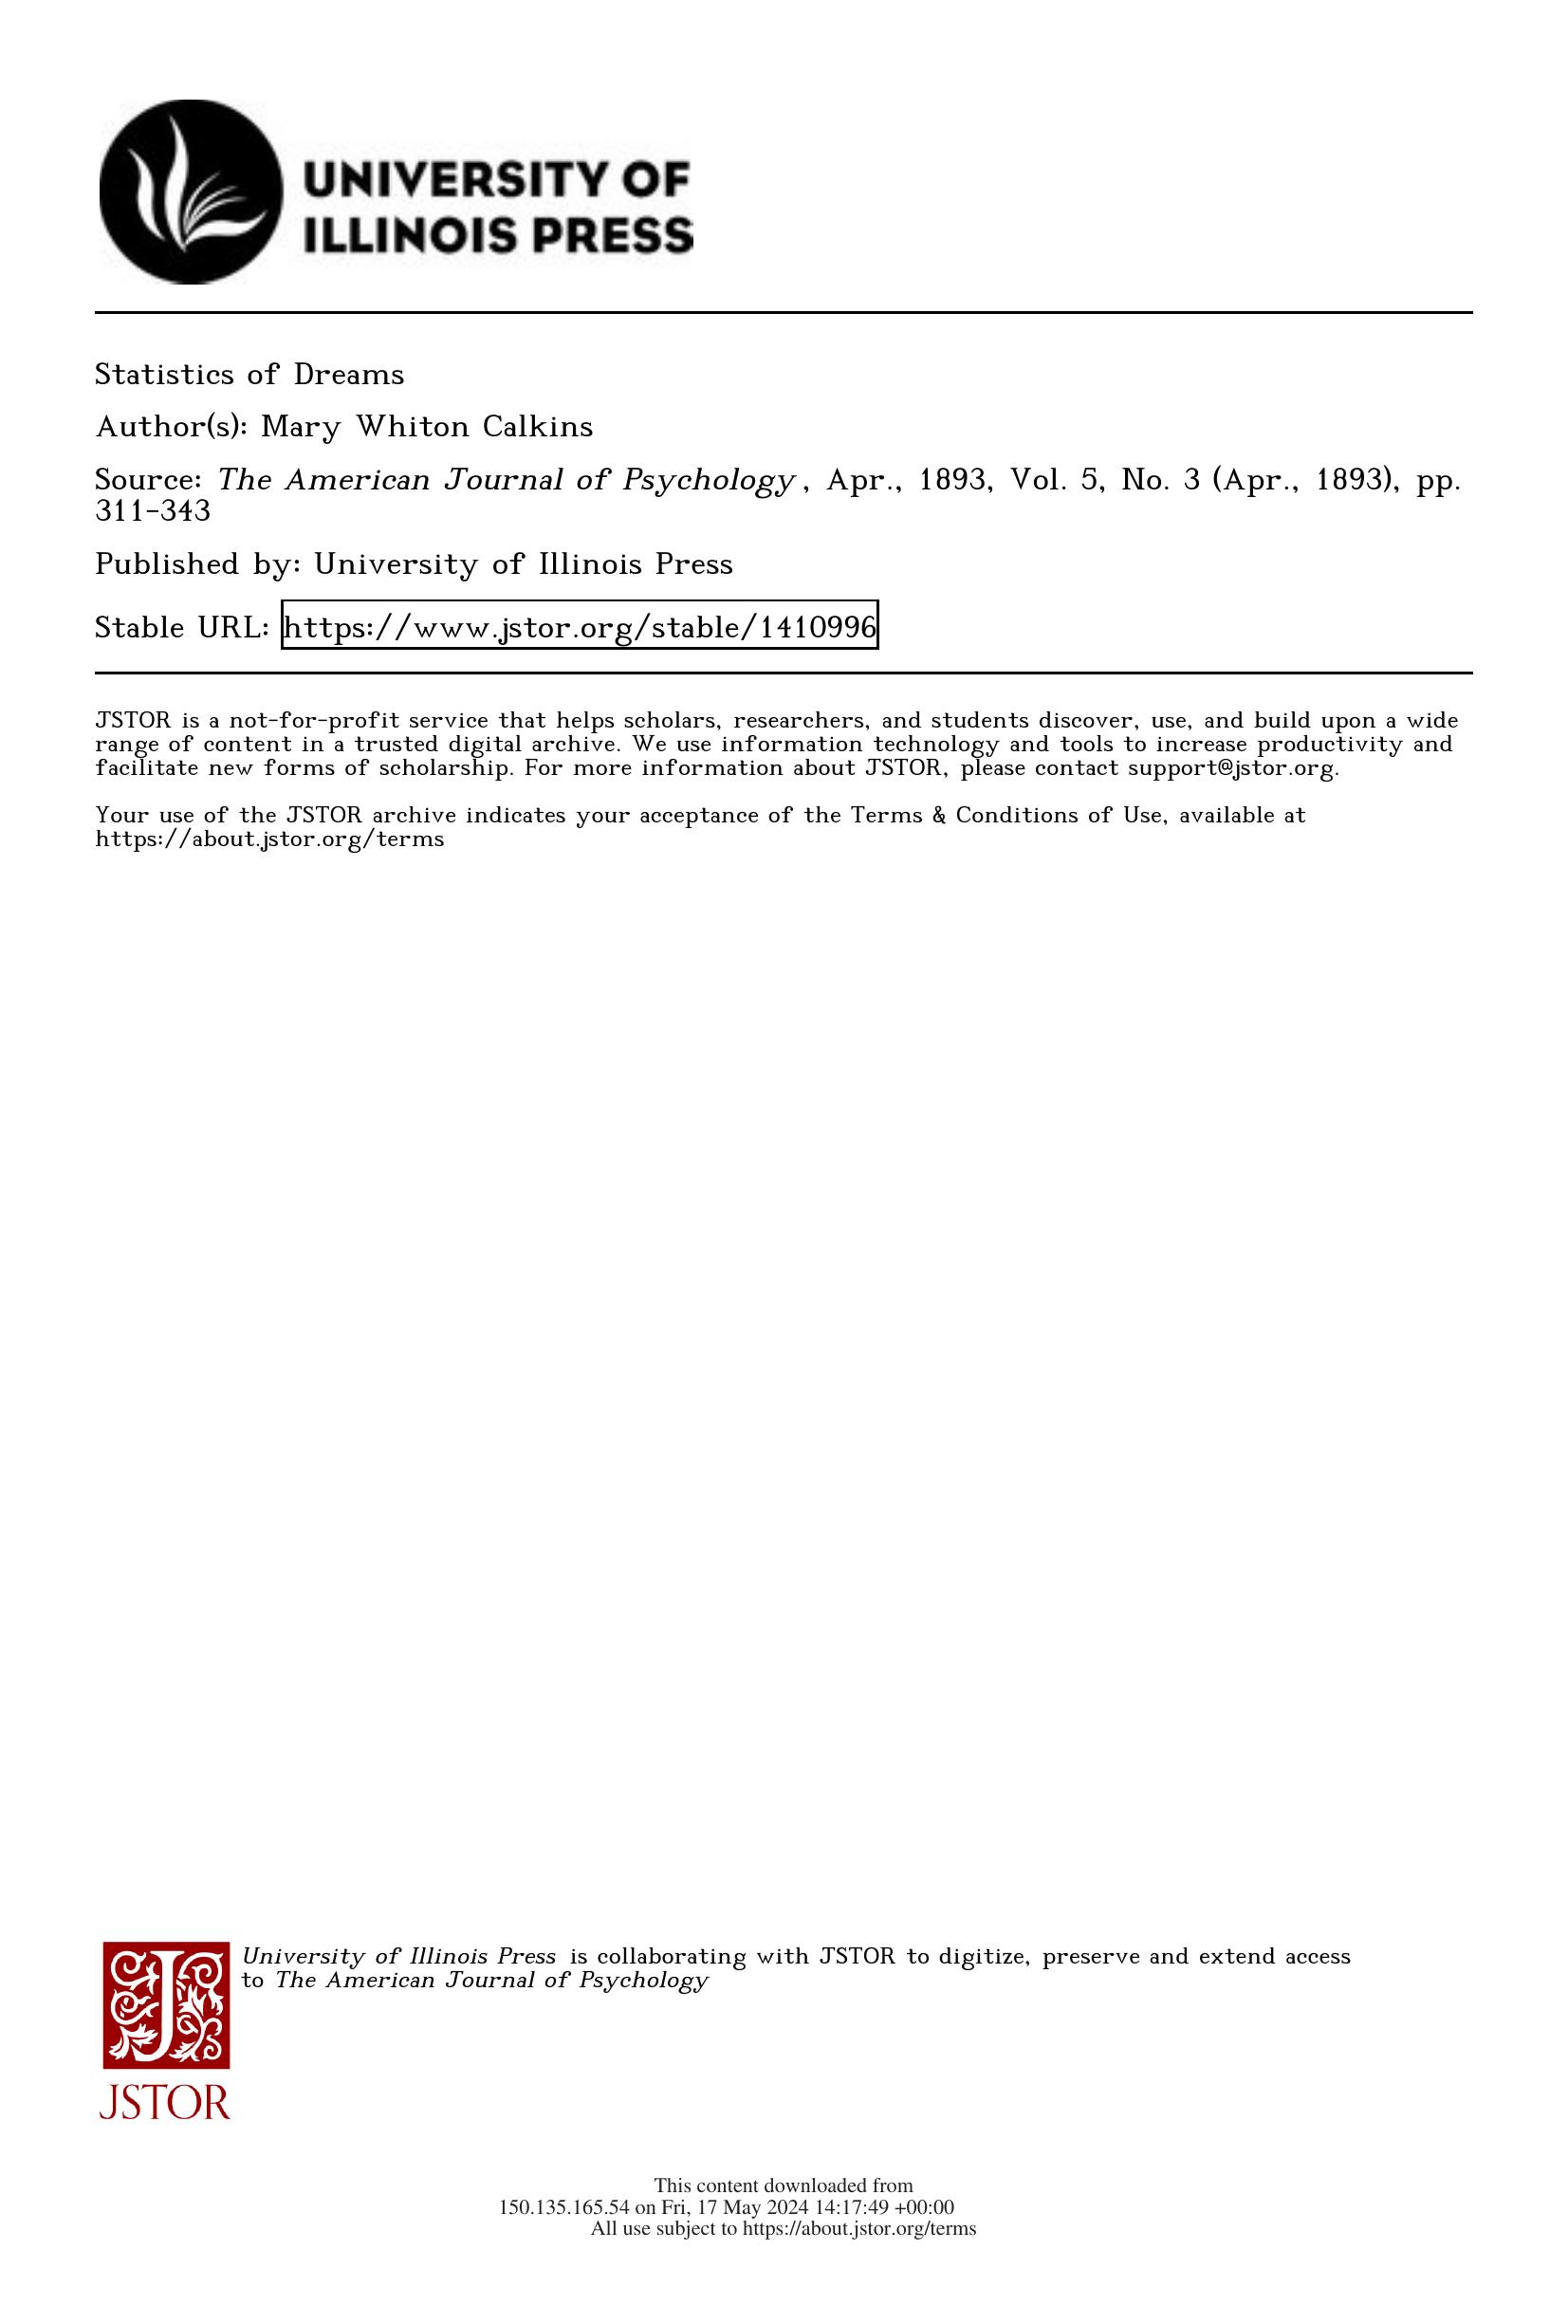 UNIVERSITY OF
ILLINOIS PRESS
Statistics of Dreams
Author(s): Mary Whiton Calkins
Source: The American Journal of Psychology, Apr., 1893, Vol. 5, No. 3 (Apr., 1893), pp.
311-343
Published by: University of Illinois Press
Stable URL: https://www.jstor.org/stable/1410996
JSTOR is a not-for-profit service that helps scholars, researchers, and students discover, use, and build upon a wide
range of content in a trusted digital archive. We use information technology and tools to increase productivity and
facilitate new forms of scholarship. For more information about JSTOR, please contact support@jstor.org.
Your use of the JSTOR archive indicates your acceptance of the Terms & Conditions of Use, available at
https://about.jstor.org/terms
University of Illinois Press is collaborating with JSTOR to digitize, preserve and extend access
to The American Journal of Psychology
J
JSTOR
This content downloaded from
150.135.165.54 on Fri, 17 May 2024 14:17:49 +00:00
All use subject to https://about.jstor.org/terms